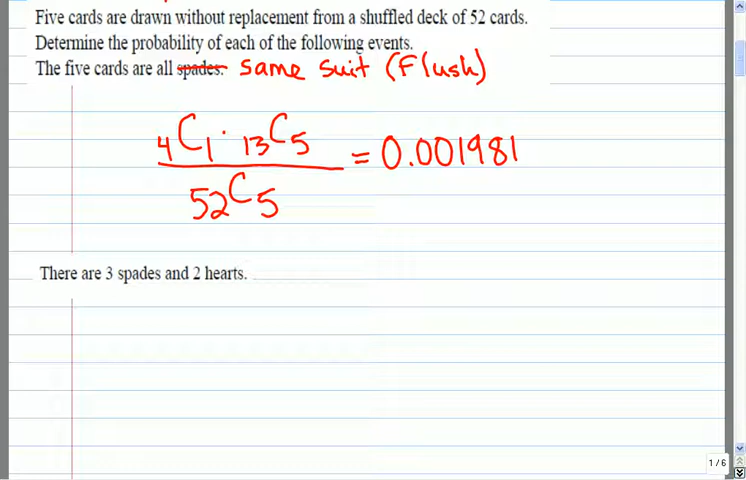 Five cards are drawn without replacement from a shuffled deck of 52 cards.
Determine the probability of each of the following events.
The five cards are all spades. same suit (Flush)
4C1 · 13C5
= 0.001981
52C5
There are 3 spades and 2 hearts.
1 / 6